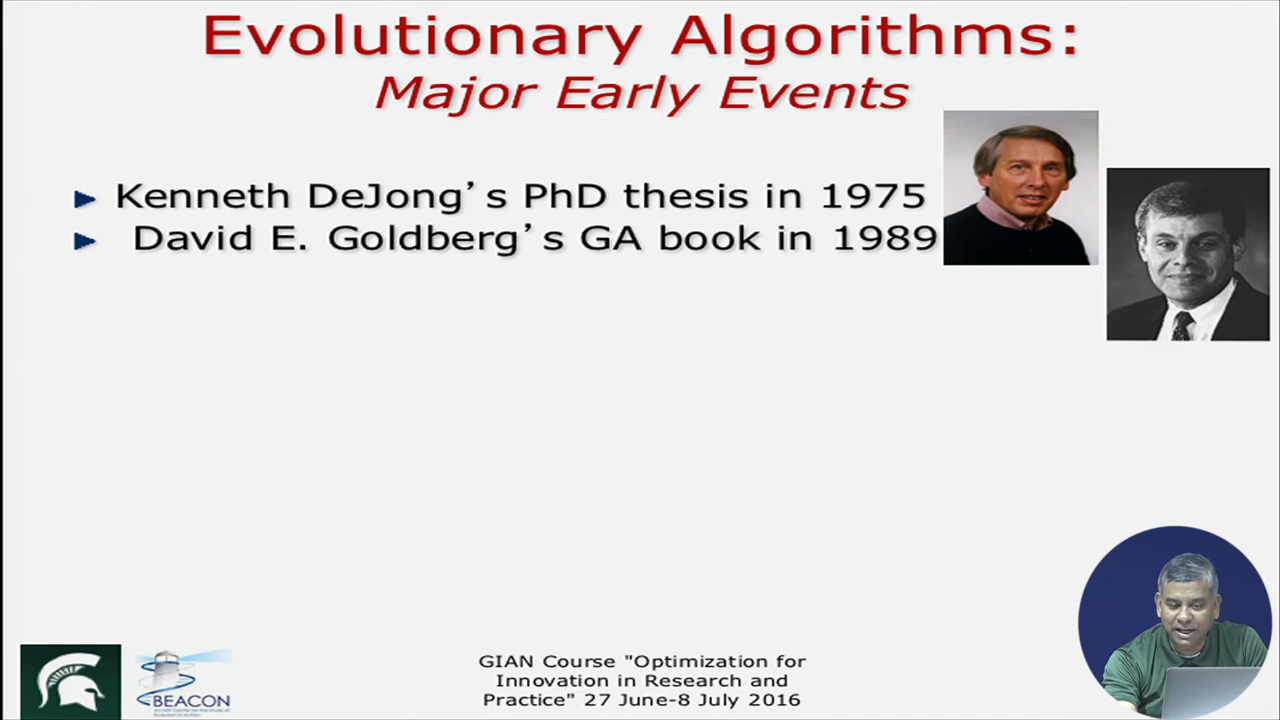 Evolutionary Algorithms:
Major Early Events
Kenneth DeJong's PhD thesis in 1975
David E. Goldberg's GA book in 1989
GIAN Course "Optimization for
Innovation in Research and
Practice" 27 June-8 July 2016
BEACON